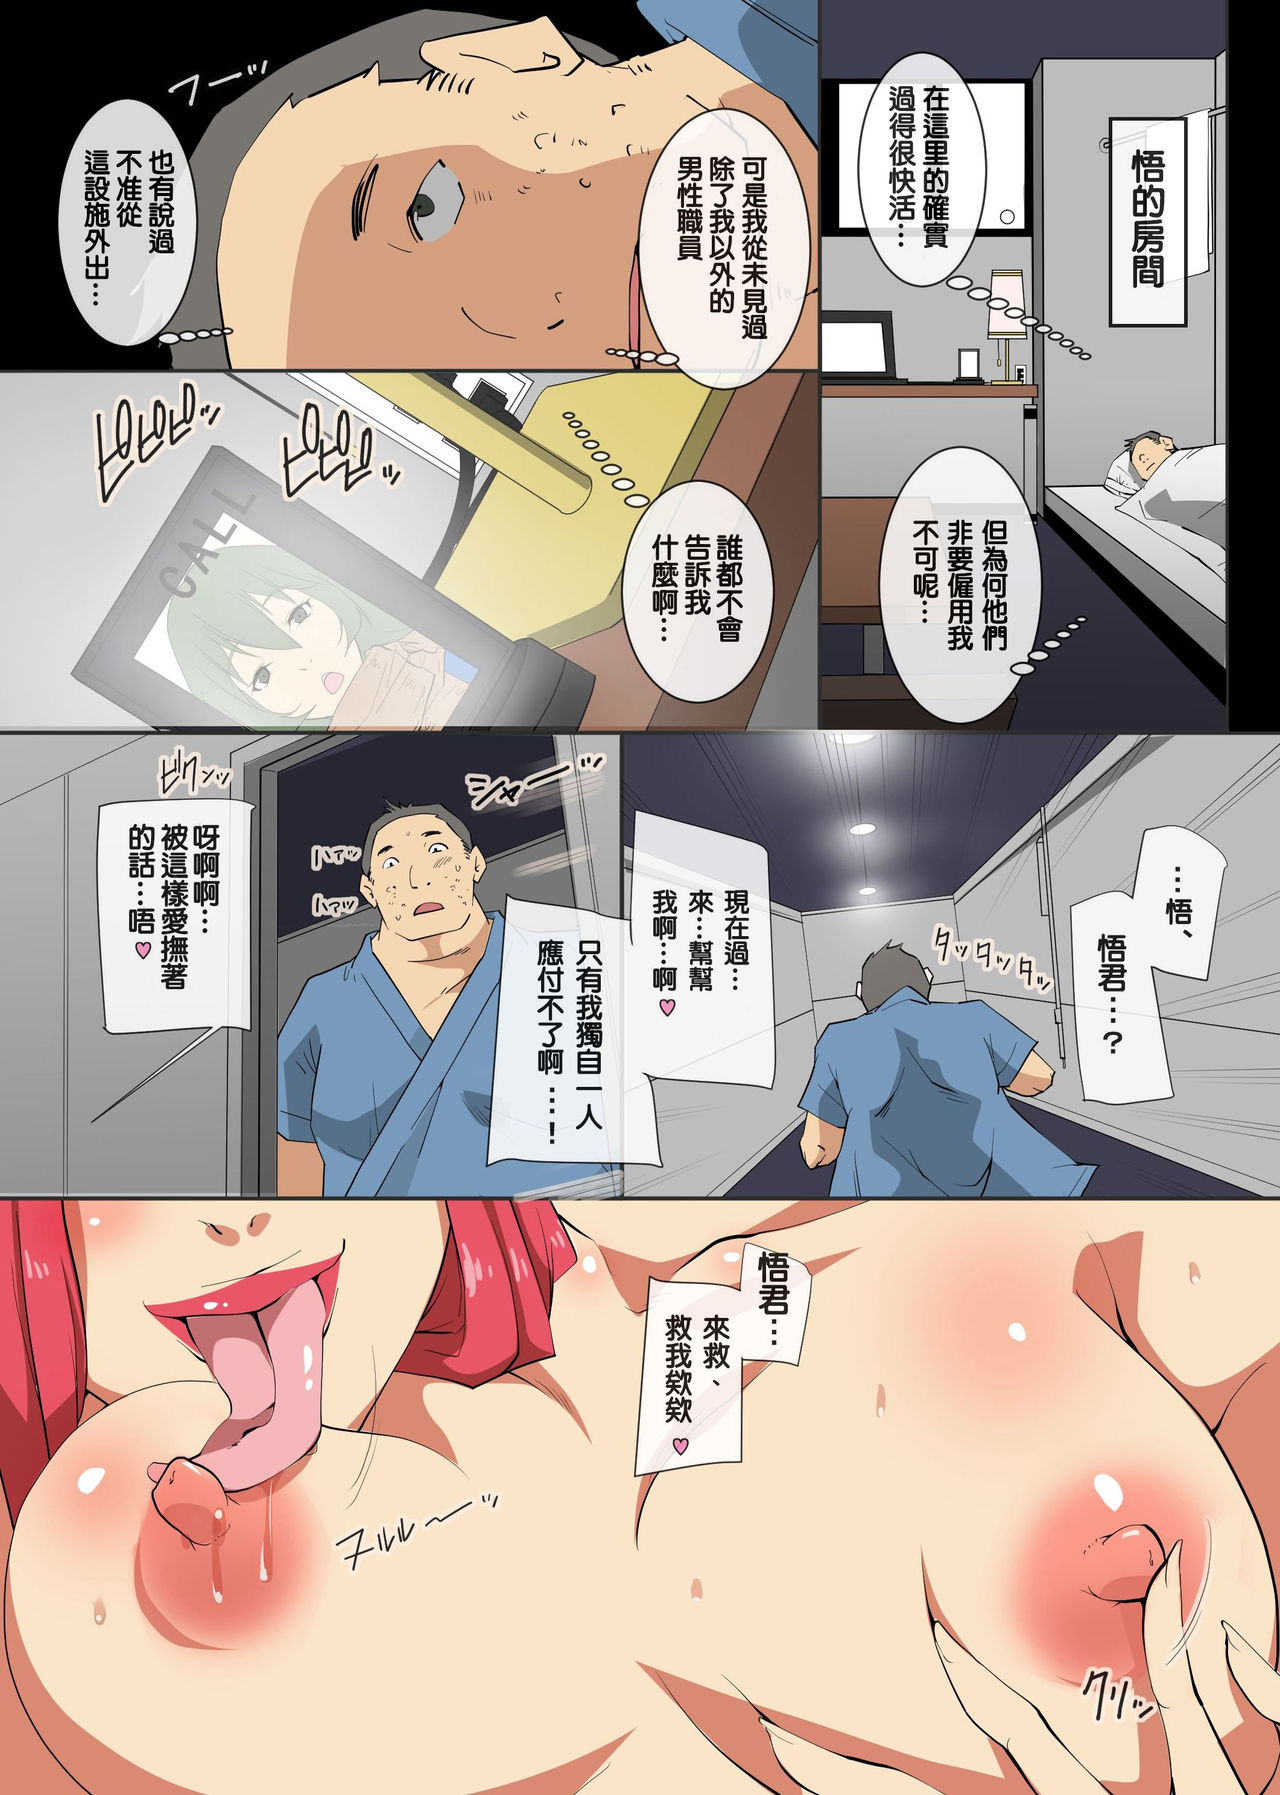 悟的房間
在這里的確實
過得很快活…
但為何他們
非要僱用我
不可呢…
可是我從未見過
除了我以外的
男性職員
フーッ
也有說過
不准從
這設施外出…
誰都不會
告訴我
什麼啊…
CALL
ピピピッ
ピピピッ
…悟、
悟君…？
タッタッタッ
現在過…
來…幫幫
我啊…啊♥
シャーッ
只有我獨自一人
應付不了啊…！
ハァッ
ハァッ
ビクンッ
呀啊啊…
被這樣愛撫著
的話…唔♥
悟君…
來救、
救我欸欸♥
ヌルル～ッ
クリッ